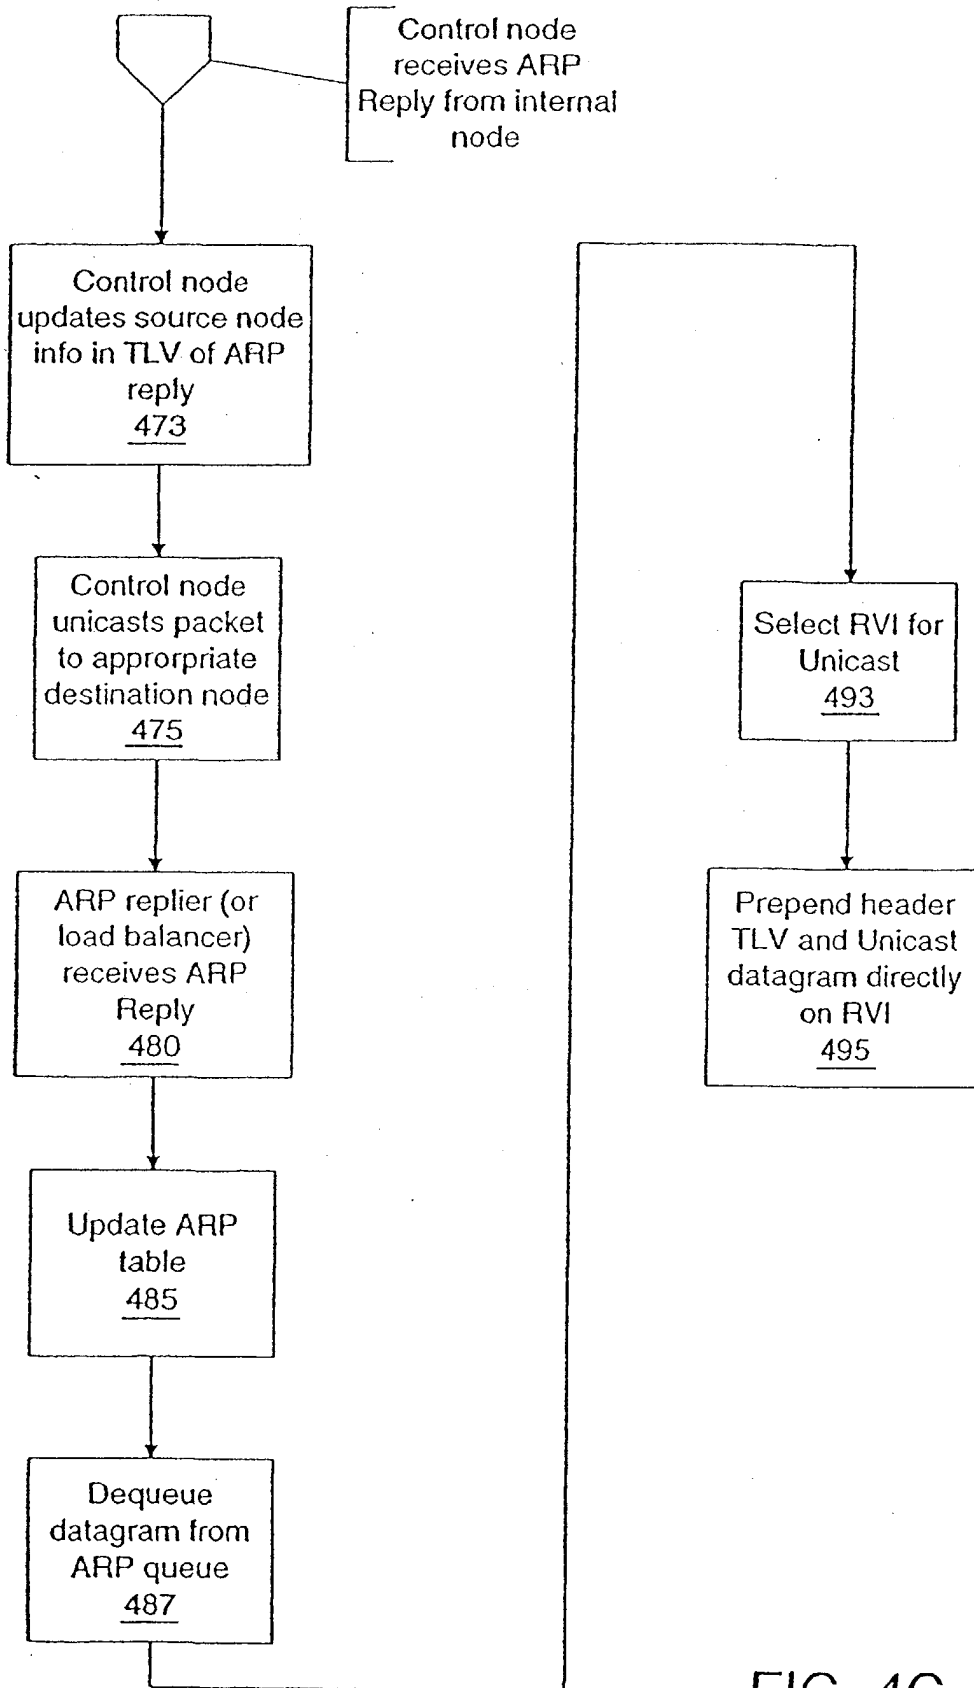 Control node
receives ARP
Reply from internal
node
Control node
updates source node
info in TLV of ARP
reply
473
Control node
unicasts packet
to approrpriate
destination node
475
ARP replier (or
load balancer)
receives ARP
Reply
480
Update ARP
table
485
Dequeue
datagram from
ARP queue
487
Select RVI for
Unicast
493
Prepend header
TLV and Unicast
datagram directly
on RVI
495
FIG. 4C